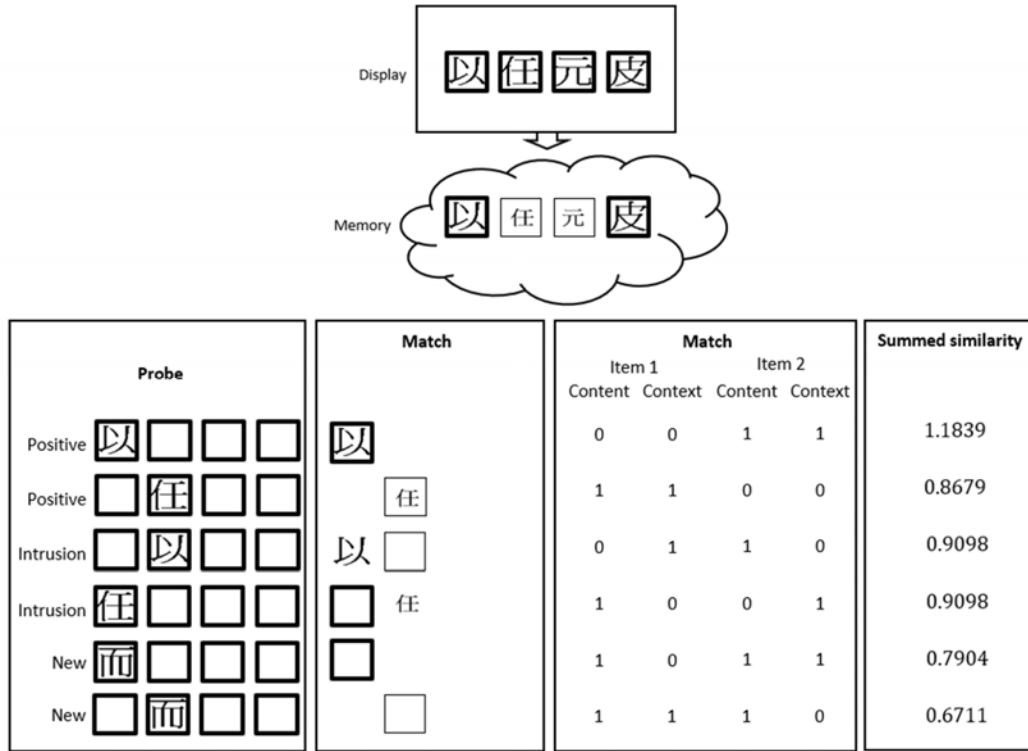 Display 以 任 元 皮
Memory 以 任 元 皮
Probe
Positive 以
Positive 任
Intrusion 以
Intrusion 任
New 而
New 而
Match
以
任
以
任
Match
Item 1 Item 2
Content Context Content Context
0 0 1 1
1 1 0 0
0 1 1 0
1 0 0 1
1 0 1 1
1 1 1 0
Summed similarity
1.1839
0.8679
0.9098
0.9098
0.7904
0.6711